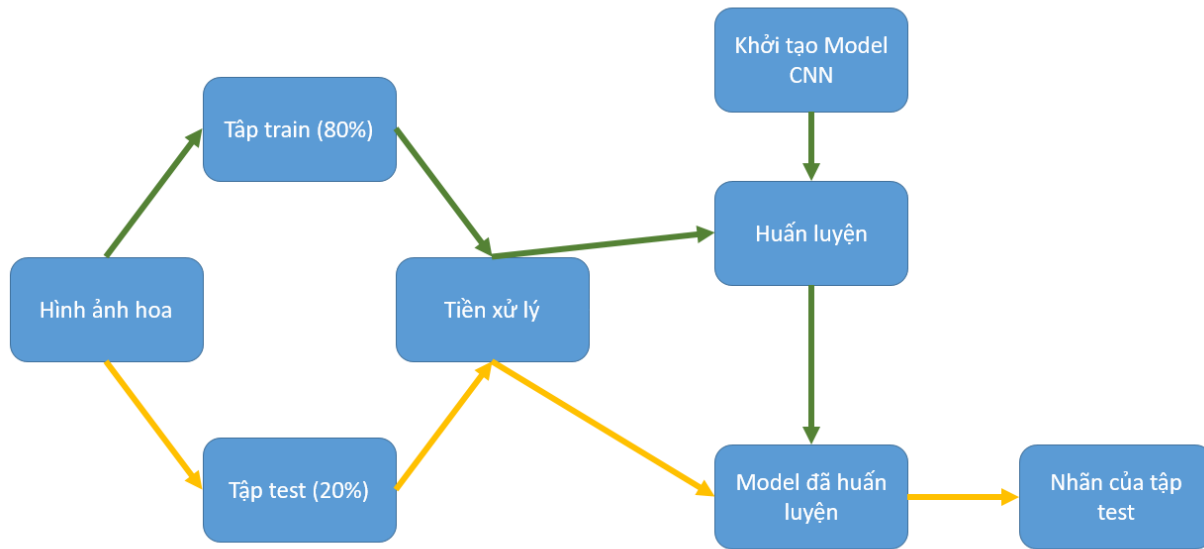 Khởi tạo Model
CNN
Tâp train (80%)
Huấn luyện
Hình ảnh hoa
Tiền xử lý
Tập test (20%)
Model đã huấn
luyện
Nhãn của tập
test